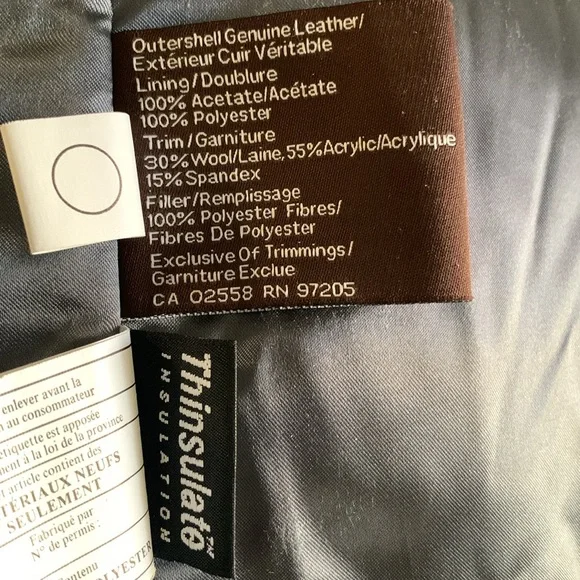 Outershell Genuine Leather/
Extérieur Cuir Véritable
Lining/Doublure
100% Acetate/Acétate
100% Polyester
Trim/Garniture
30% Wool/Laine, 55% Acrylic/Acrylique
15% Spandex
Filler/Remplissage
100% Polyester Fibres/
Fibres De Polyester
Exclusive Of Trimmings/
Garniture Exclue
CA 02558 RN 97205
Thinsulate™
INSULATION
enlever avant la
au consommateur
étiquette est apposée
à la loi de la province
article contient des
NEUFS
SEULEMENT
Fabriqué par
N° de permis: